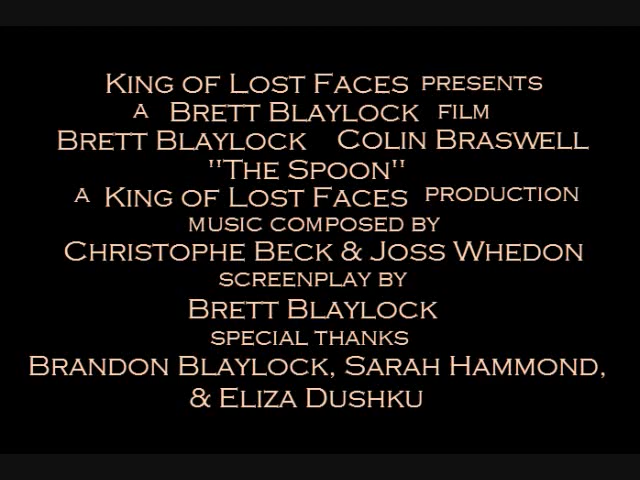 King of Lost Faces presents
a Brett Blaylock film
Brett Blaylock Colin Braswell
"The Spoon"
a King of Lost Faces production
music composed by
Christophe Beck & Joss Whedon
screenplay by
Brett Blaylock
special thanks
Brandon Blaylock, Sarah Hammond,
& Eliza Dushku